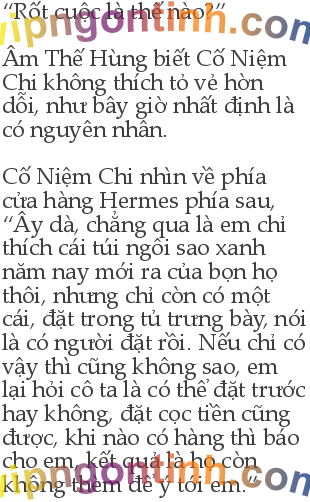 “Rốt cuộc là thế nào?”
vipngontinh.com
Âm Thế Hùng biết Cố Niệm
Chi không thích tỏ vẻ hờn
dỗi, như bây giờ nhất định là
có nguyên nhân.
Cố Niệm Chi nhìn về phía
cửa hàng Hermes phía sau,
“Ây dà, chẳng qua là em chỉ
thích cái túi ngôi sao xanh
năm nay mới ra của bọn họ
thôi, nhưng chỉ còn có một
cái, đặt trong tủ trưng bày, nói
là có người đặt rồi. Nếu chỉ có
vậy thì cũng không sao, em
lại hỏi cô ta là có thể đặt trước
hay không, đặt cọc tiền cũng
được, khi nào có hàng thì báo
cho em, kết quả là họ còn
không thèm để ý tới em.”
vipngontinh.com